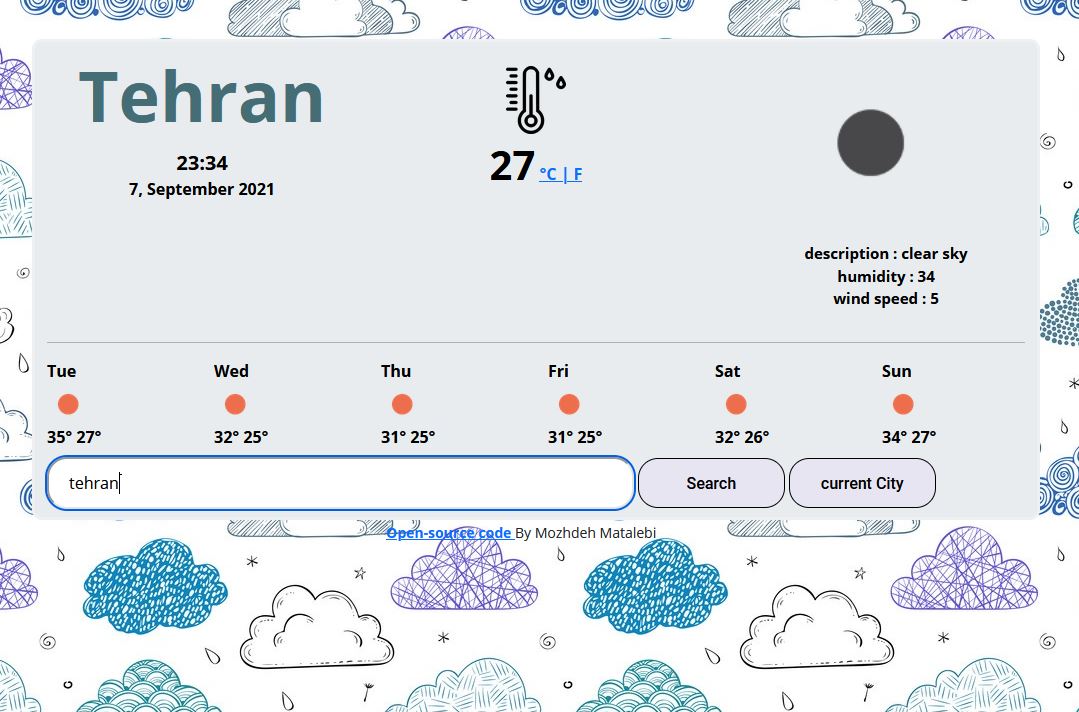 Tehran
23:34
7, September 2021
27 °C | F
description : clear sky
humidity : 34
wind speed : 5
Tue Wed Thu Fri Sat Sun
35° 27° 32° 25° 31° 25° 31° 25° 32° 26° 34° 27°
tehran Search current City
Open-source code By Mozhdeh Matalebi